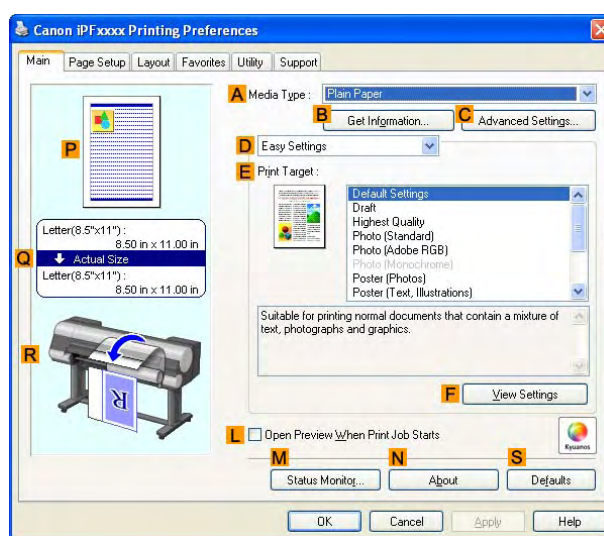 Canon iPFxxxx Printing Preferences
Main Page Setup Layout Favorites Utility Support
A Media Type : Plain Paper
B C
Get Information... Advanced Settings...
D Easy Settings
E Print Target :
P
Default Settings
Draft
Highest Quality
Photo (Standard)
Photo (Adobe RGB)
Photo (Monochrome)
Poster (Photos)
Poster (Text, Illustrations)
Letter(8.5"x11") :
8.50 in x 11.00 in
Q Actual Size
Letter(8.5"x11") :
8.50 in x 11.00 in
Suitable for printing normal documents that contain a mixture of
text, photographs and graphics.
R
R
F View Settings
L Open Preview When Print Job Starts
Kyuanos
M N S
Status Monitor... About Defaults
OK Cancel Apply Help